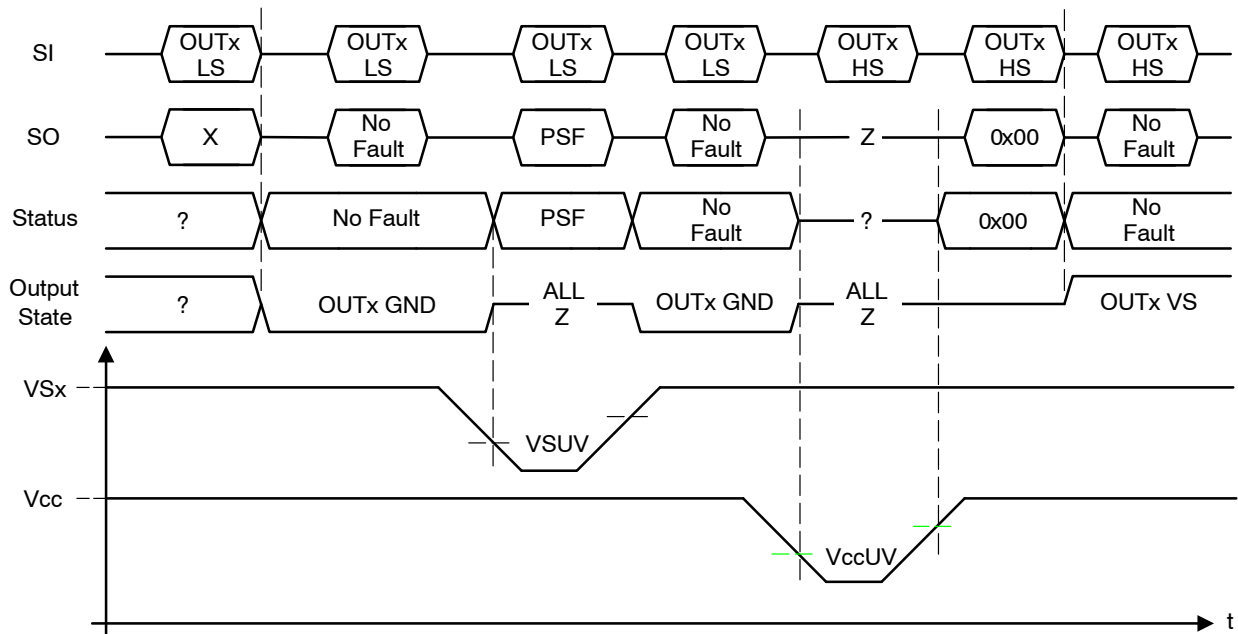 SI
OUTx
LS
OUTx
LS
OUTx
LS
OUTx
LS
OUTx
HS
OUTx
HS
OUTx
HS
SO
X
No
Fault
PSF
No
Fault
Z
0x00
No
Fault
Status
?
No Fault
PSF
No
Fault
?
0x00
No
Fault
Output
State
?
OUTx GND
ALL
Z
OUTx GND
ALL
Z
OUTx VS
VSx
VSUV
Vcc
VccUV
t